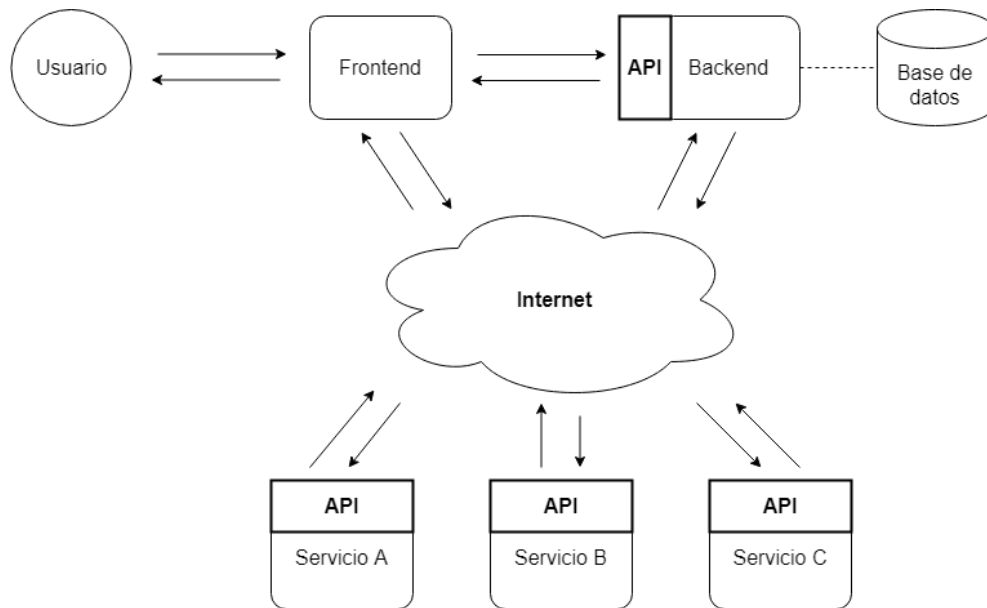 Usuario
Frontend
API
Backend
Base de
datos
Internet
API
Servicio A
API
Servicio B
API
Servicio C